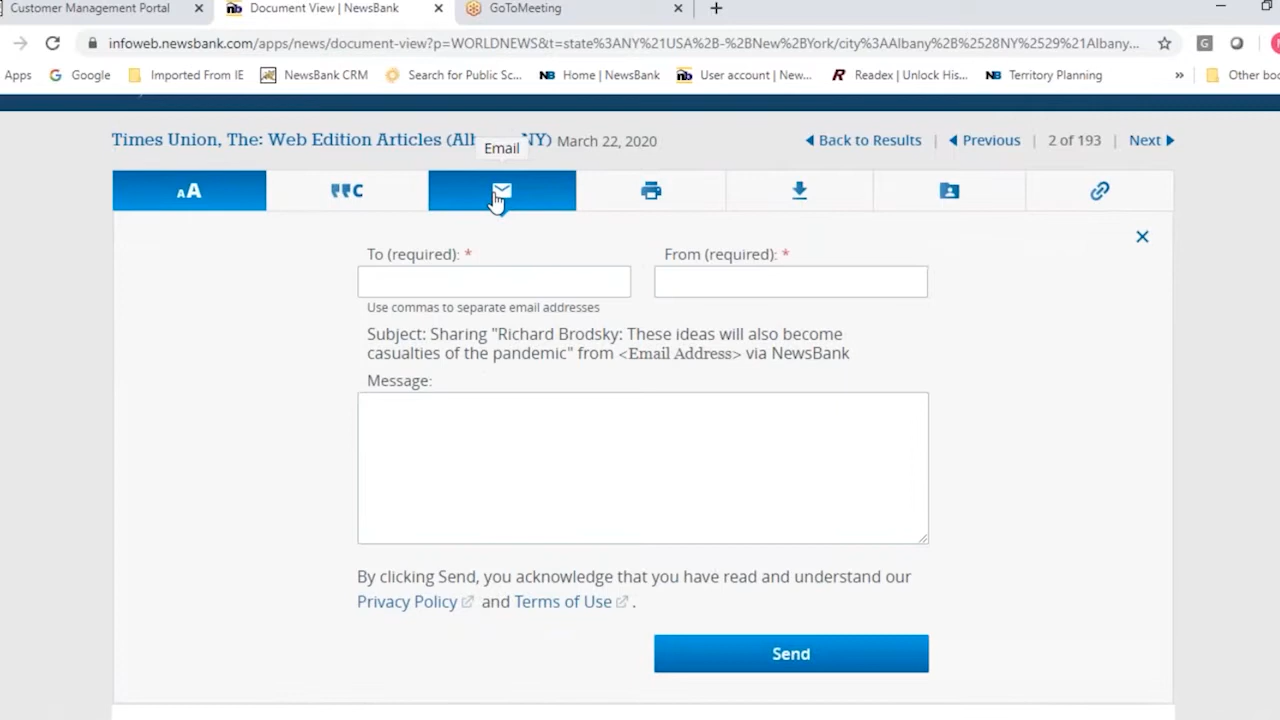 Customer Management Portal
Document View | NewsBank
GoToMeeting
infoweb.newsbank.com/apps/news/document-view?p=WORLDNEWS&t=state%3ANY%21USA%2B-%2BNew%2BYork/city%3AAlbany%2B%2528NY%2529%21Albany...
Apps
Google
Imported From IE
NewsBank CRM
Search for Public Sc...
Home | NewsBank
User account | New...
Readex | Unlock His...
Territory Planning
»
Times Union, The: Web Edition Articles (Alb NY) March 22, 2020
Back to Results | Previous | 2 of 193 | Next
Email
AA
C
To (required): *
From (required): *
Use commas to separate email addresses
Subject: Sharing "Richard Brodsky: These ideas will also become
casualties of the pandemic" from <Email Address> via NewsBank
Message:
By clicking Send, you acknowledge that you have read and understand our
Privacy Policy and Terms of Use .
Send